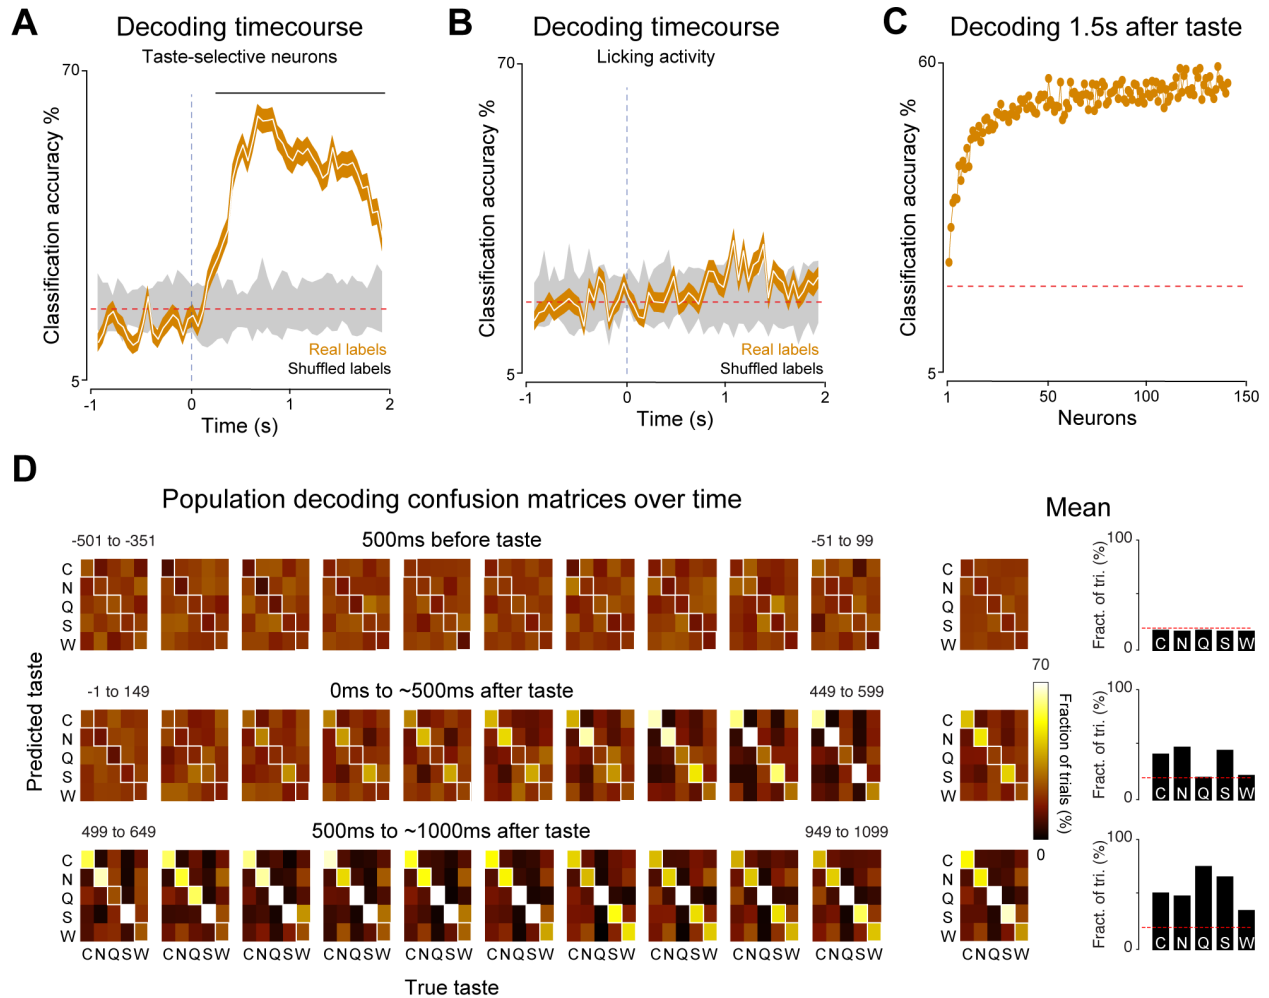 A
Decoding timecourse
Taste-selective neurons
70
Classification accuracy %
5
Real labels
Shuffled labels
-1 0 1 2
Time (s)
B
Decoding timecourse
Licking activity
70
Classification accuracy %
5
Real labels
Shuffled labels
-1 0 1 2
Time (s)
C
Decoding 1.5s after taste
60
Classification accuracy %
5
1 50 100 150
Neurons
D
Population decoding confusion matrices over time
Mean
-501 to -351
500ms before taste
-51 to 99
C
N
Q
S
W
C
N
Q
S
W
100
Fract. of tri. (%)
0
C N Q S W
Predicted taste
-1 to 149
0ms to ~500ms after taste
449 to 599
C
N
Q
S
W
C
N
Q
S
W
70
Fraction of trials (%)
0
100
Fract. of tri. (%)
0
C N Q S W
499 to 649
500ms to ~1000ms after taste
949 to 1099
C
N
Q
S
W
C
N
Q
S
W
100
Fract. of tri. (%)
0
C N Q S W
CNQSW CNQSW CNQSW CNQSW CNQSW CNQSW CNQSW CNQSW CNQSW CNQSW CNQSW
True taste